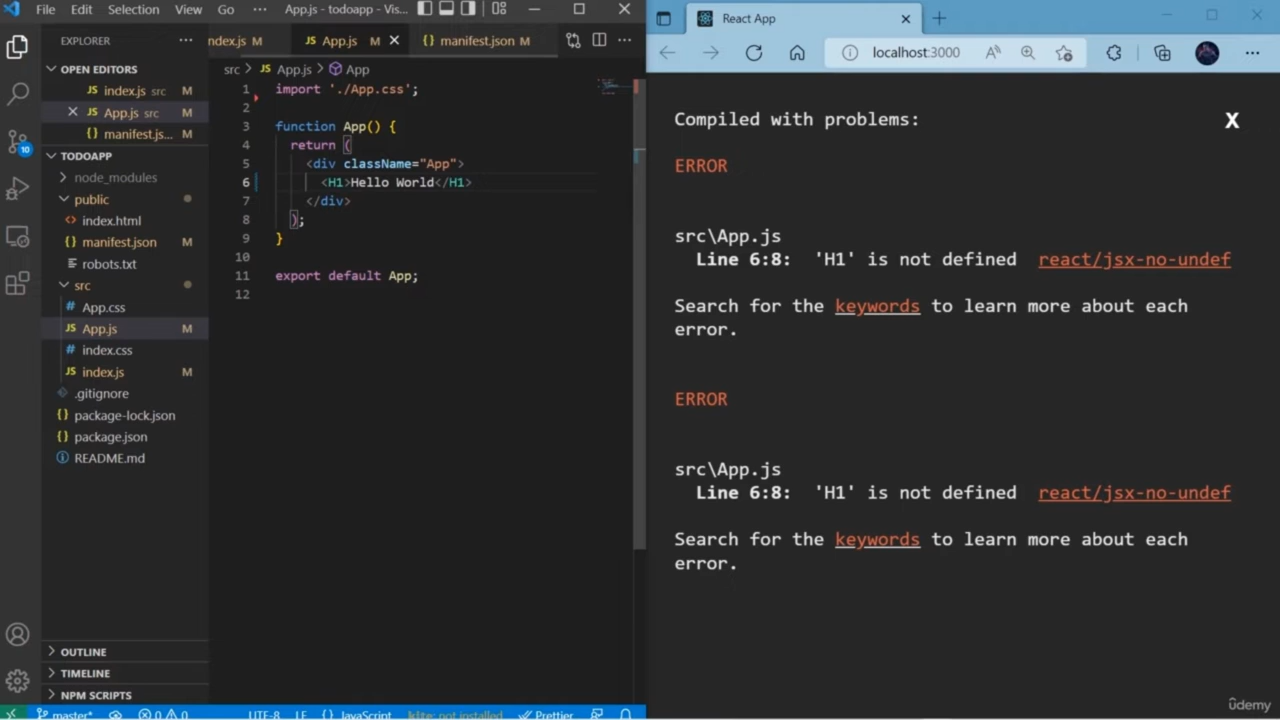 File Edit Selection View Go ··· App.js - todoapp - Vis...
EXPLORER ···
OPEN EDITORS
index.js src M
App.js src M
manifest.js... M
TODOAPP
node_modules
public
index.html
manifest.json M
robots.txt
src
# App.css
JS App.js M
# index.css
JS index.js M
.gitignore
{} package-lock.json
{} package.json
README.md
OUTLINE
TIMELINE
NPM SCRIPTS
10
ndex.js M JS App.js M {} manifest.json M ···
src > JS App.js > App
1 import './App.css';
2
3 function App() {
4 return (
5 <div className="App">
6 <H1>Hello World</H1>
7 </div>
8 );
9 }
10
11 export default App;
12
master* 0 0 UTF-8 LF {} JavaScript kite: not installed Prettier
React App
localhost:3000
Compiled with problems: X
ERROR
src\App.js
Line 6:8: 'H1' is not defined react/jsx-no-undef
Search for the keywords to learn more about each
error.
ERROR
src\App.js
Line 6:8: 'H1' is not defined react/jsx-no-undef
Search for the keywords to learn more about each
error.
ûdemy